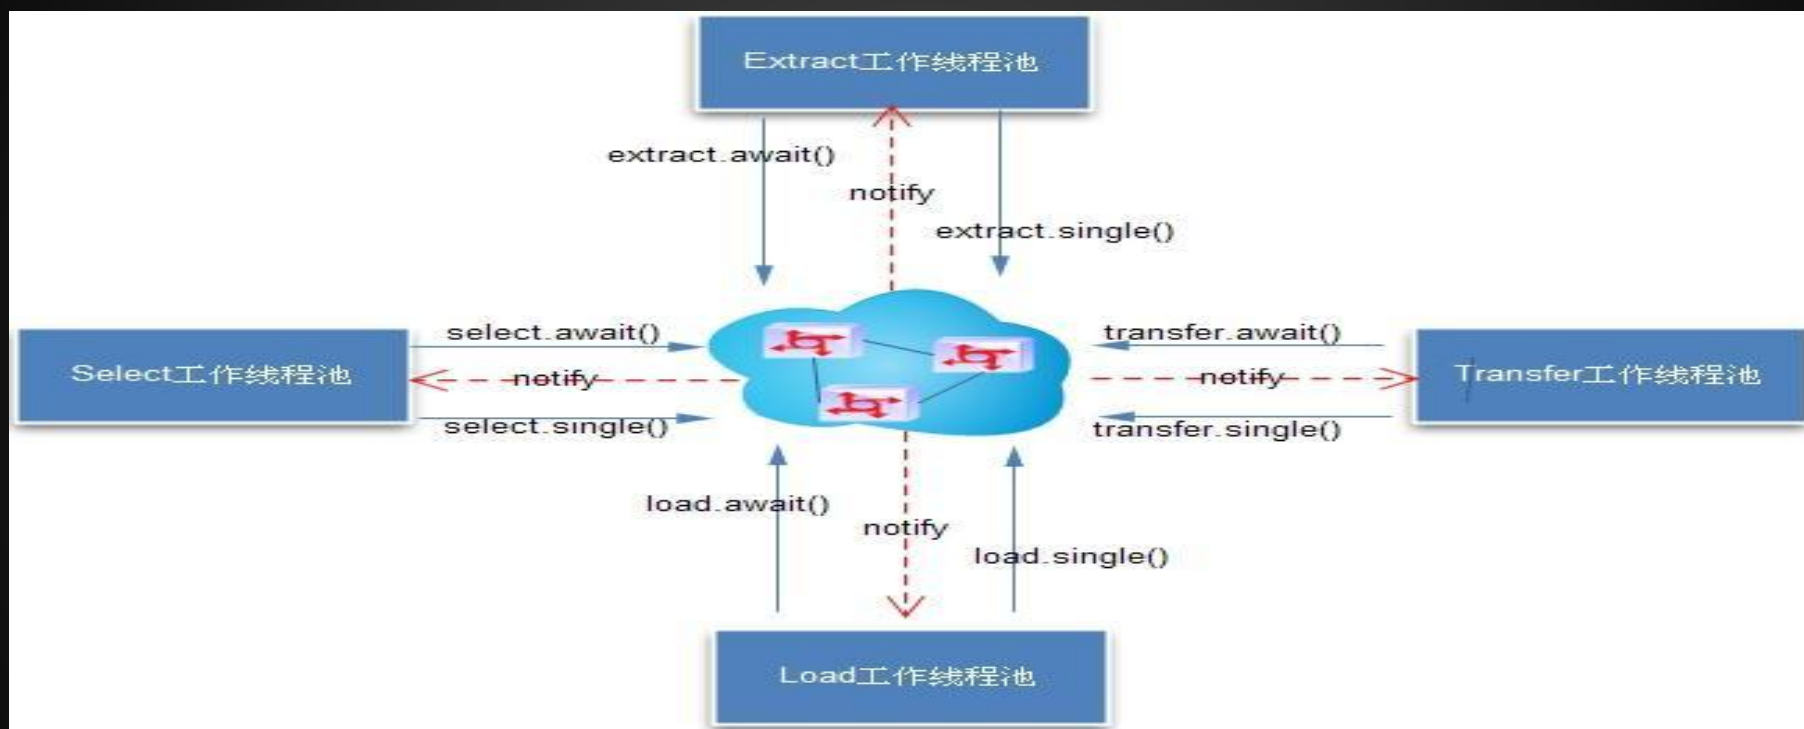 Extract工作线程池
extract.await()
notify
extract.single()
select.await()
transfer.await()
Select工作线程池
notify
notify
Transfer工作线程池
select.single()
transfer.single()
load.await()
notify
load.single()
Load工作线程池